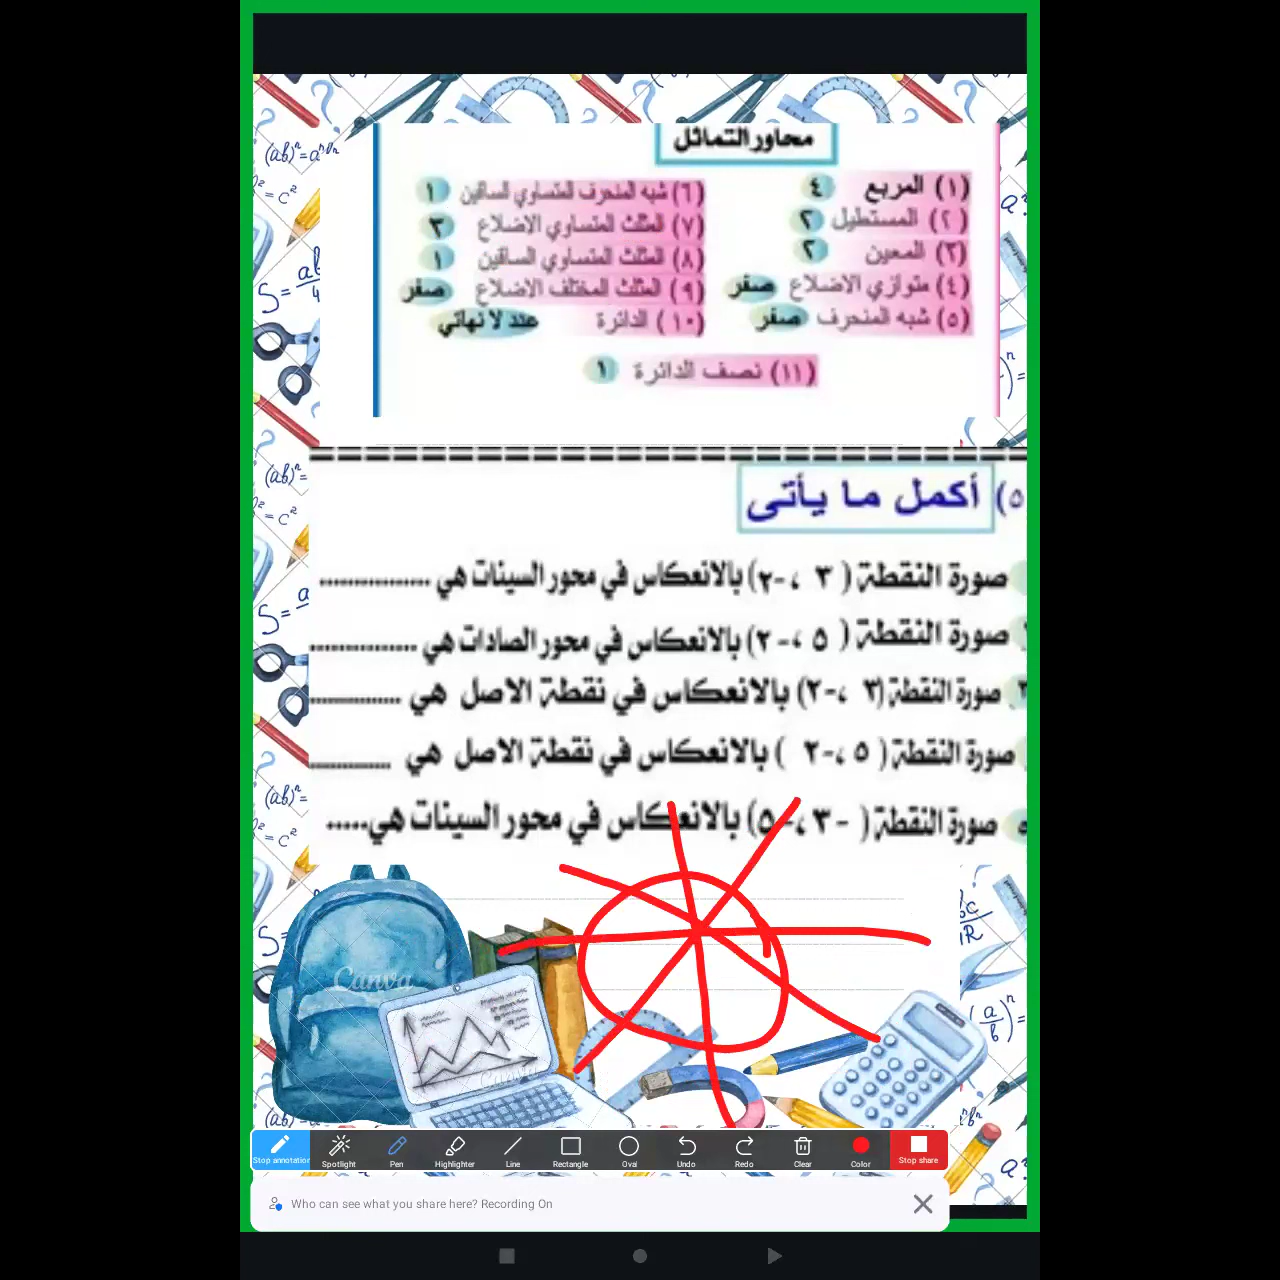 محاور التماثل
(١) المربع ٤
(٢) المستطيل ٢
(٣) المعين ٢
(٤) متوازي الاضلاع صفر
(٥) شبه المنحرف صفر
(٦) شبه المنحرف المتساوي الساقين ١
(٧) المثلث المتساوي الاضلاع ٣
(٨) المثلث المتساوي الساقين ١
(٩) المثلث المختلف الاضلاع صفر
(١٠) الدائرة عدد لا نهائي
(١١) نصف الدائرة ١
٥) أكمل ما يأتى
صورة النقطة ( ٣ ، -٢) بالانعكاس في محور السينات هي ..................
صورة النقطة ( ٥ ، -٢) بالانعكاس في محور الصادات هي .................
٣ صورة النقطة (٣ ، -٢) بالانعكاس في نقطة الاصل هي ..............
صورة النقطة ( ٥ ، -٢ ) بالانعكاس في نقطة الاصل هي ..............
٥ صورة النقطة ( -٣ ، -٥) بالانعكاس في محور السينات هي.....
Canva
Stop annotation Spotlight Pen Highlighter Line Rectangle Oval Undo Redo Clear Color Stop share
Who can see what you share here? Recording On